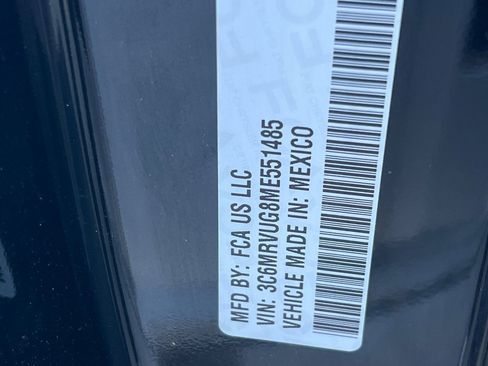 MFD BY: FCA US LLC
VIN: 3C6MRVUG8ME551485
VEHICLE MADE IN: MEXICO